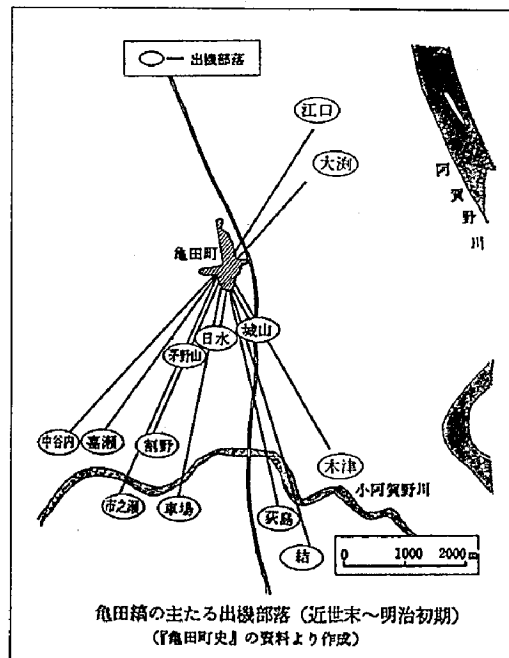 出機部落
江口
大渕
阿賀野川
亀田町
日水
城山
茅野山
中谷内
嘉瀬
割野
木津
市之瀬
車場
荻島
小阿賀野川
結
0 1000 2000m
亀田縞の主たる出機部落（近世末～明治初期）
（『亀田町史』の資料より作成）